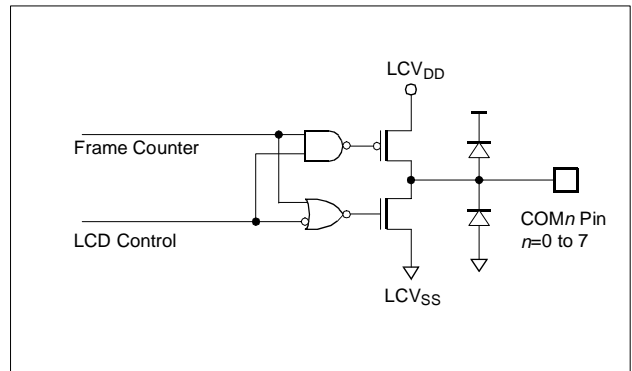 LCVDD
Frame Counter
LCD Control
COMn Pin
n=0 to 7
LCVSS